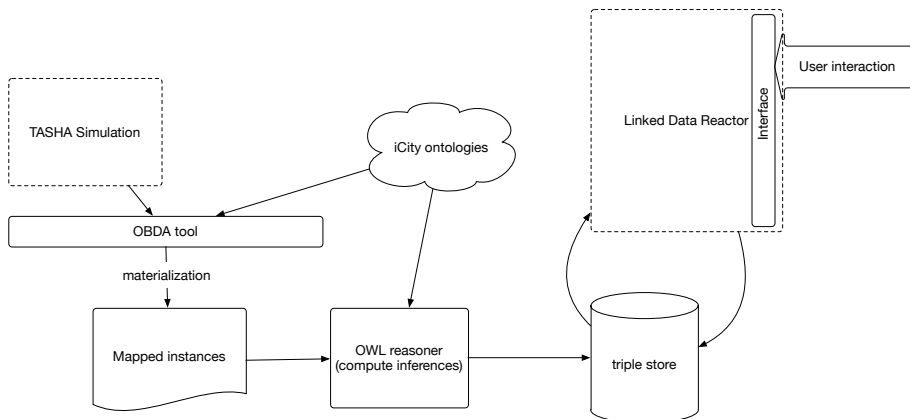 TASHA Simulation
iCity ontologies
Linked Data Reactor
Interface
User interaction
OBDA tool
materialization
Mapped instances
OWL reasoner
(compute inferences)
triple store